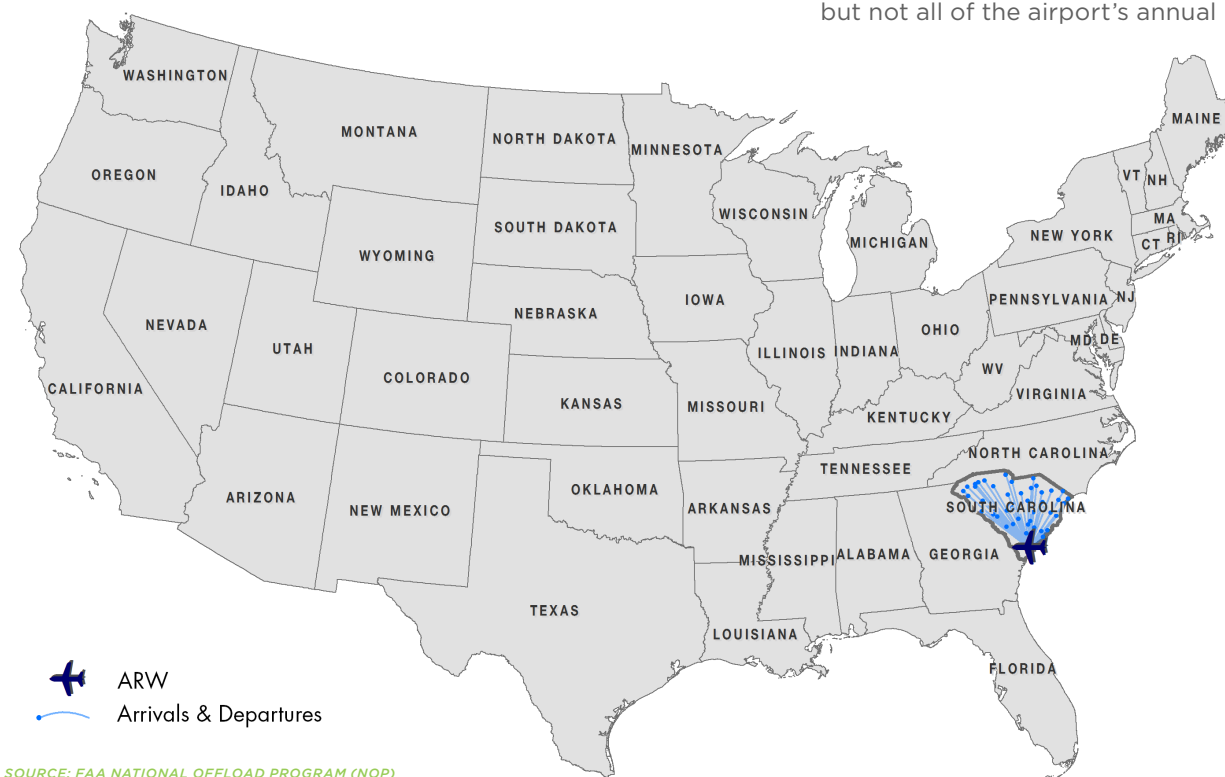 but not all of the airport's annual
WASHINGTON
MAINE
MONTANA
NORTH DAKOTA
MINNESOTA
OREGON
IDAHO
VT
NH
WISCONSIN
MA
SOUTH DAKOTA
NEW YORK
MICHIGAN
CT
RI
WYOMING
IOWA
PENNSYLVANIA
NJ
NEBRASKA
NEVADA
OHIO
MD
DE
UTAH
ILLINOIS
INDIANA
WV
COLORADO
CALIFORNIA
VIRGINIA
KANSAS
MISSOURI
KENTUCKY
NORTH CAROLINA
TENNESSEE
OKLAHOMA
ARIZONA
NEW MEXICO
ARKANSAS
SOUTH CAROLINA
MISSISSIPPI
ALABAMA
GEORGIA
TEXAS
LOUISIANA
FLORIDA
ARW
Arrivals & Departures
SOURCE: FAA NATIONAL OFFLOAD PROGRAM (NOP)